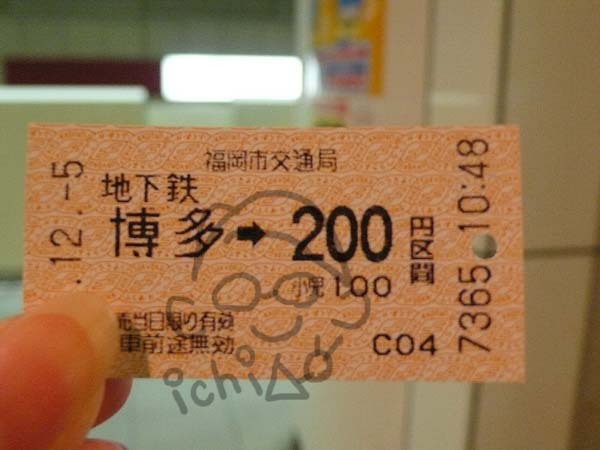 福岡市交通局
地下鉄
博多➡200円区間
小児100
売当日限り有効
車前途無効
C04
.12.-5
7365 10:48
ichi